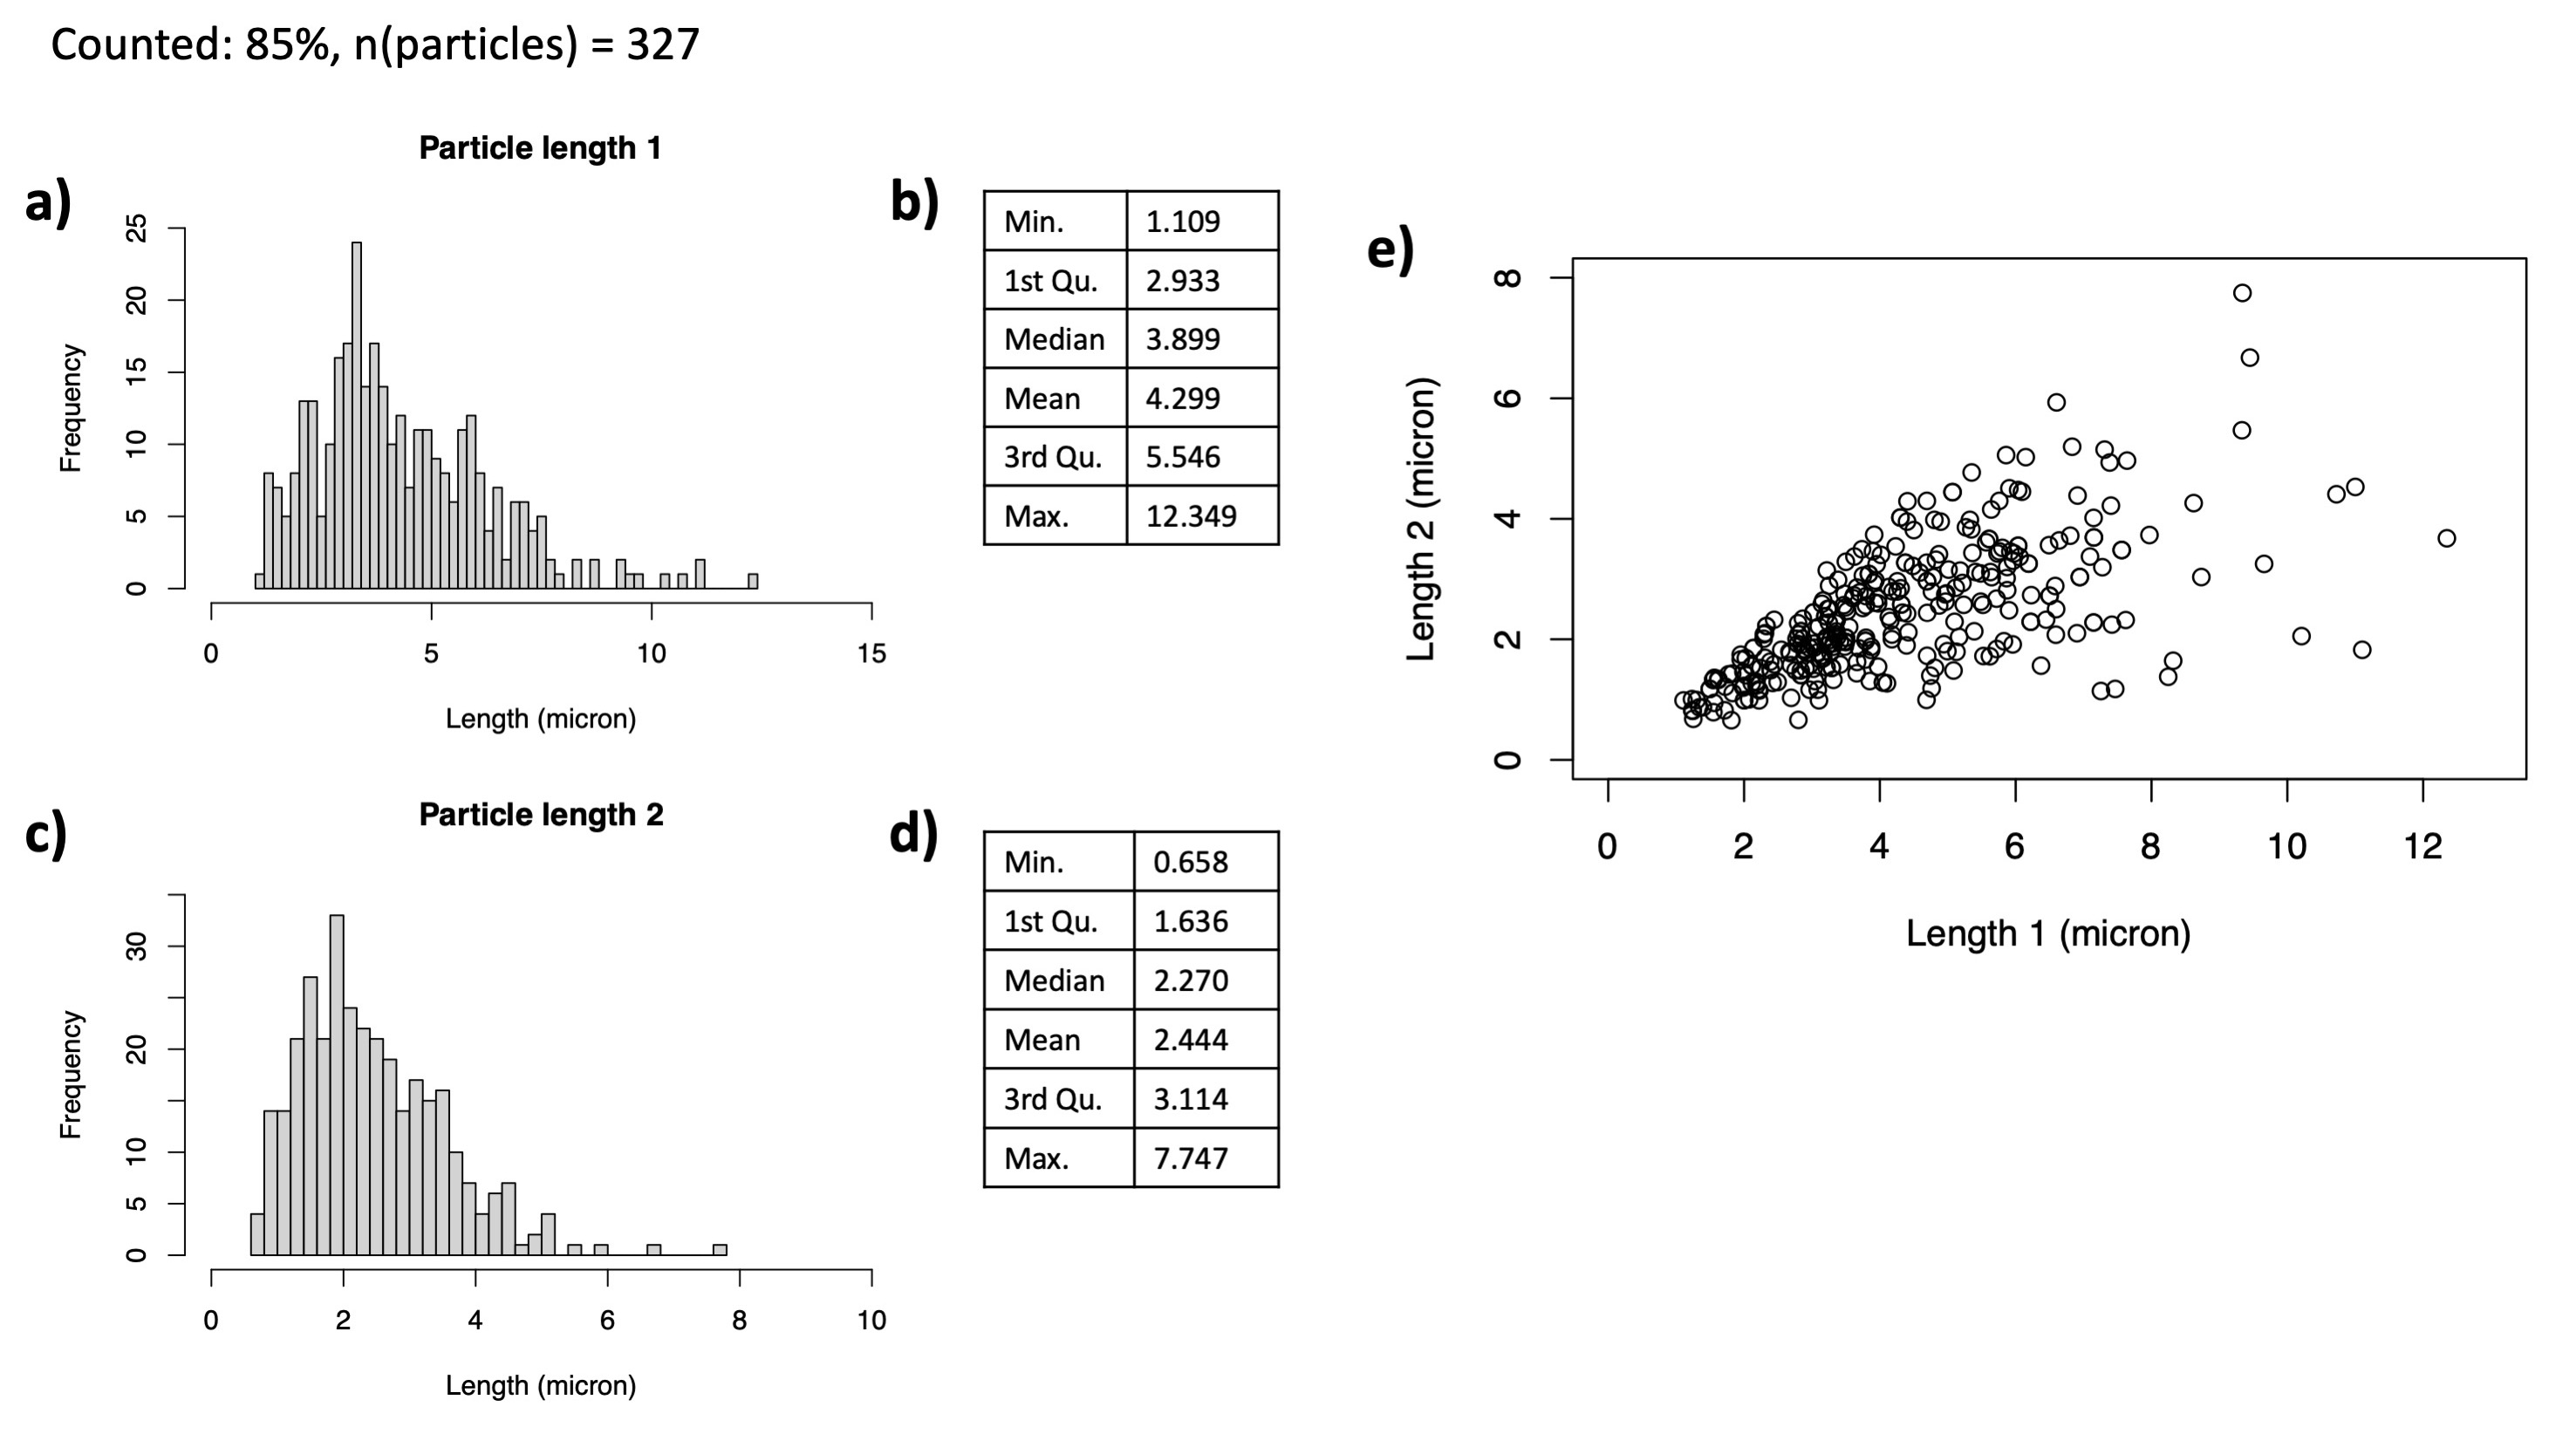 Counted: 85%, n(particles) = 327
Particle length 1
a)
Frequency
0 5 10 15 20 25
0 5 10 15
Length (micron)
b)
Min. 1.109
1st Qu. 2.933
Median 3.899
Mean 4.299
3rd Qu. 5.546
Max. 12.349
Particle length 2
c)
Frequency
0 5 10 20 30
0 2 4 6 8 10
Length (micron)
d)
Min. 0.658
1st Qu. 1.636
Median 2.270
Mean 2.444
3rd Qu. 3.114
Max. 7.747
e)
Length 2 (micron)
0 2 4 6 8
0 2 4 6 8 10 12
Length 1 (micron)